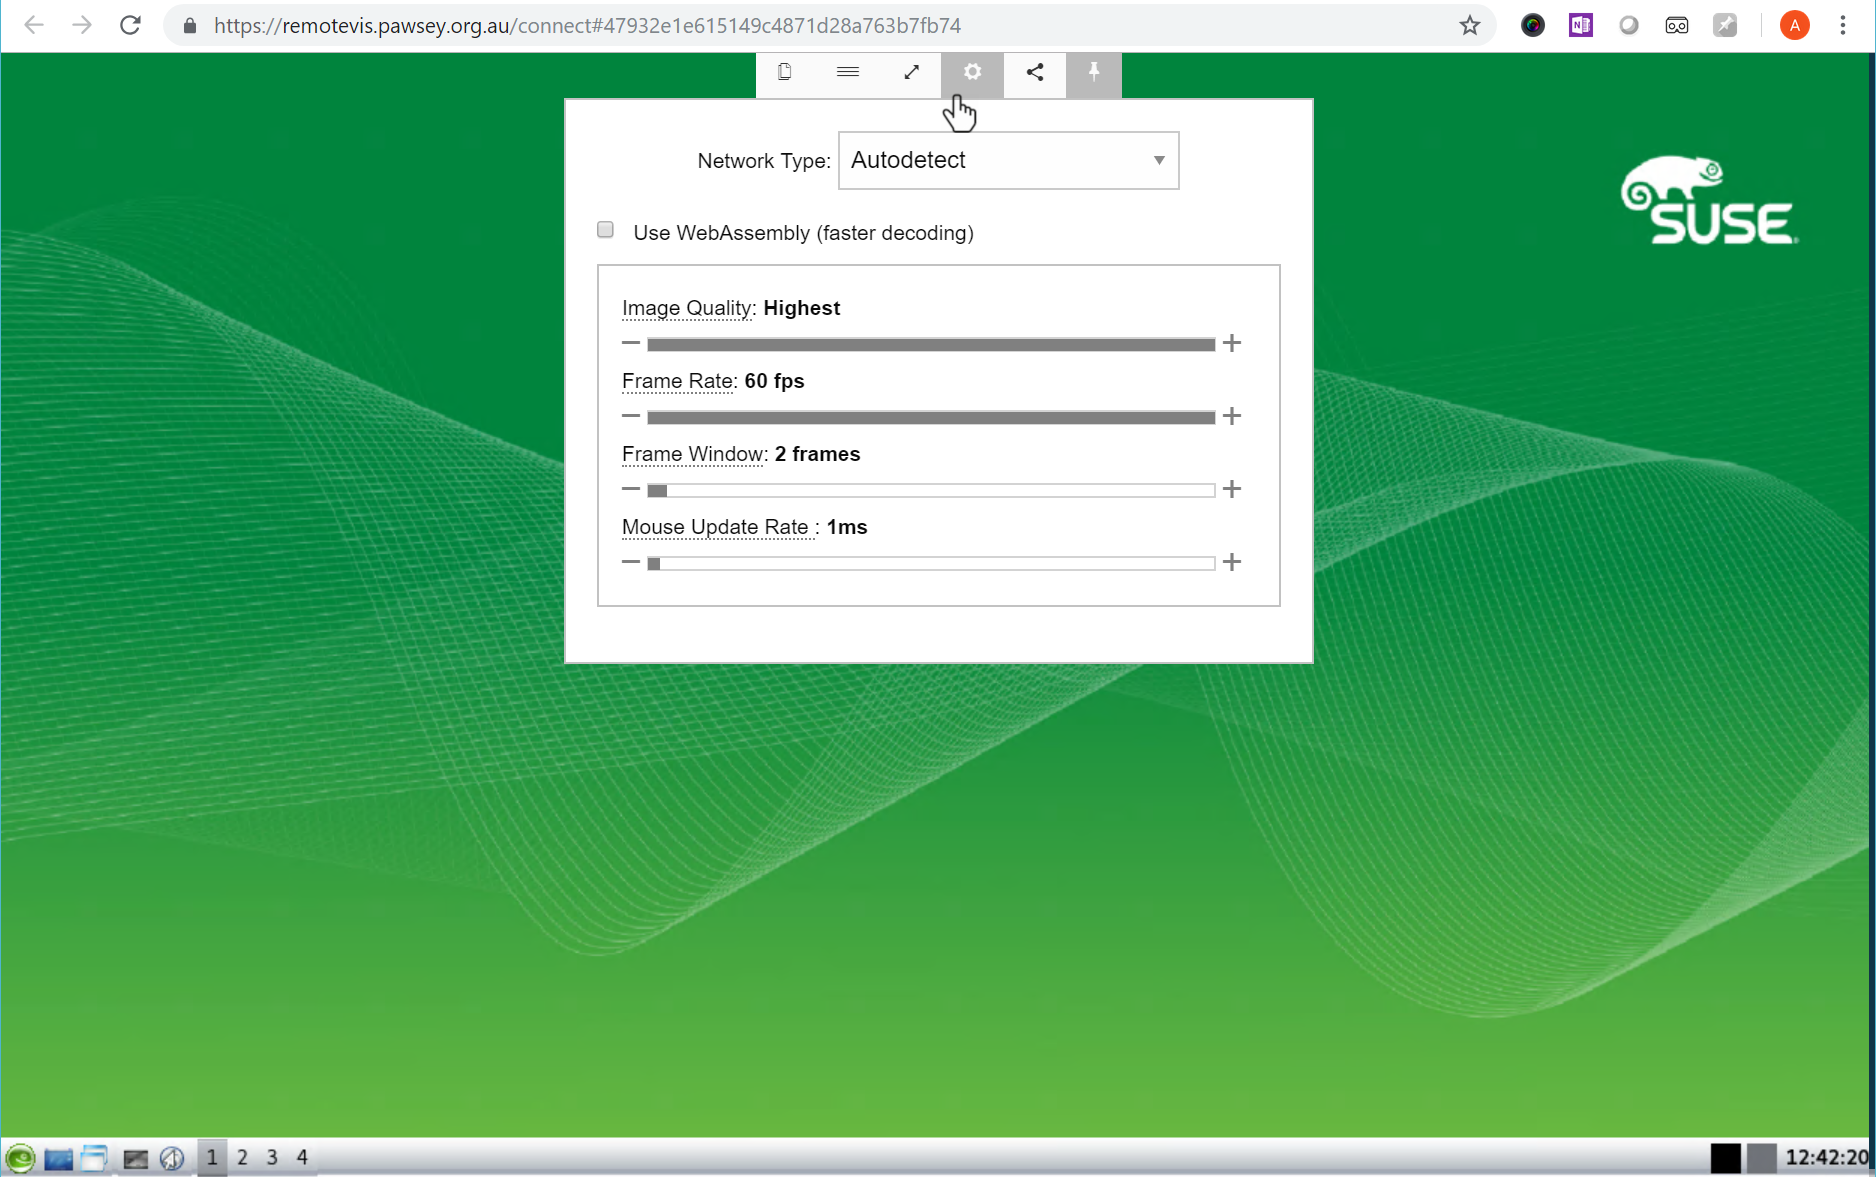 https://remotevis.pawsey.org.au/connect#47932e1e615149c4871d28a763b7fb74
N
A
Network Type: Autodetect
SUSE
Use WebAssembly (faster decoding)
Image Quality: Highest
Frame Rate: 60 fps
Frame Window: 2 frames
Mouse Update Rate : 1ms
1 2 3 4
12:42:20